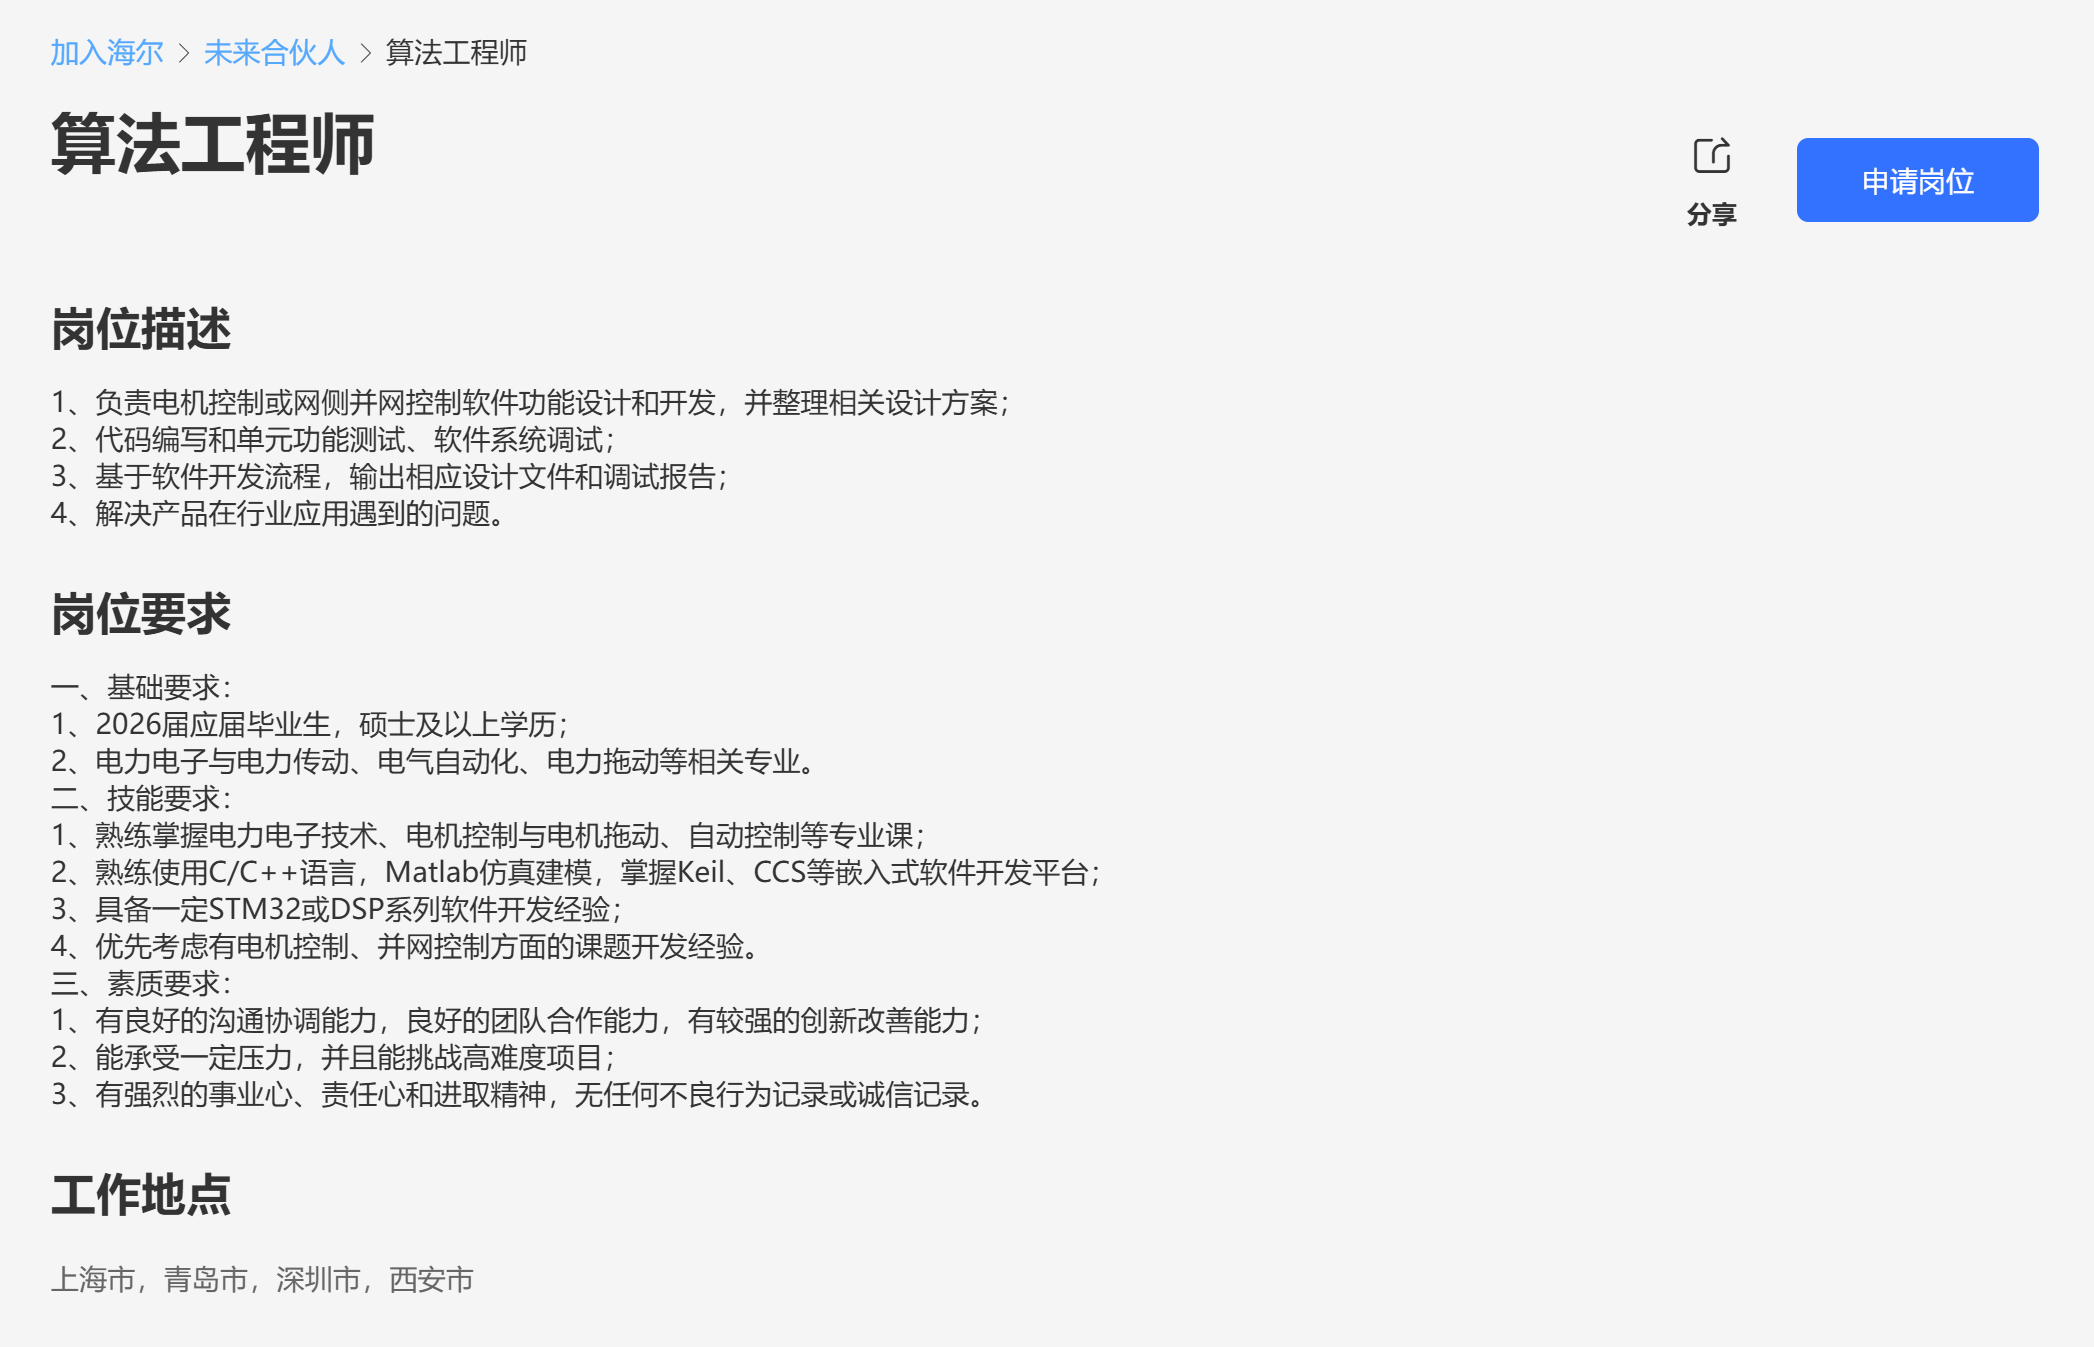 加入海尔 > 未来合伙人 > 算法工程师
算法工程师
分享
申请岗位
岗位描述
1、负责电机控制或网侧并网控制软件功能设计和开发，并整理相关设计方案；
2、代码编写和单元功能测试、软件系统调试；
3、基于软件开发流程，输出相应设计文件和调试报告；
4、解决产品在行业应用遇到的问题。
岗位要求
一、基础要求：
1、2026届应届毕业生，硕士及以上学历；
2、电力电子与电力传动、电气自动化、电力拖动等相关专业。
二、技能要求：
1、熟练掌握电力电子技术、电机控制与电机拖动、自动控制等专业课；
2、熟练使用C/C++语言，Matlab仿真建模，掌握Keil、CCS等嵌入式软件开发平台；
3、具备一定STM32或DSP系列软件开发经验；
4、优先考虑有电机控制、并网控制方面的课题开发经验。
三、素质要求：
1、有良好的沟通协调能力，良好的团队合作能力，有较强的创新改善能力；
2、能承受一定压力，并且能挑战高难度项目；
3、有强烈的事业心、责任心和进取精神，无任何不良行为记录或诚信记录。
工作地点
上海市，青岛市，深圳市，西安市